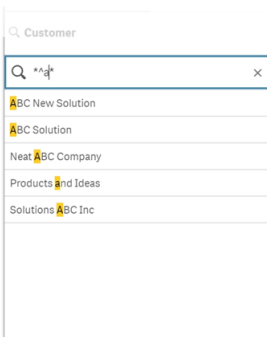 Customer
*^a*
ABC New Solution
ABC Solution
Neat ABC Company
Products and Ideas
Solutions ABC Inc